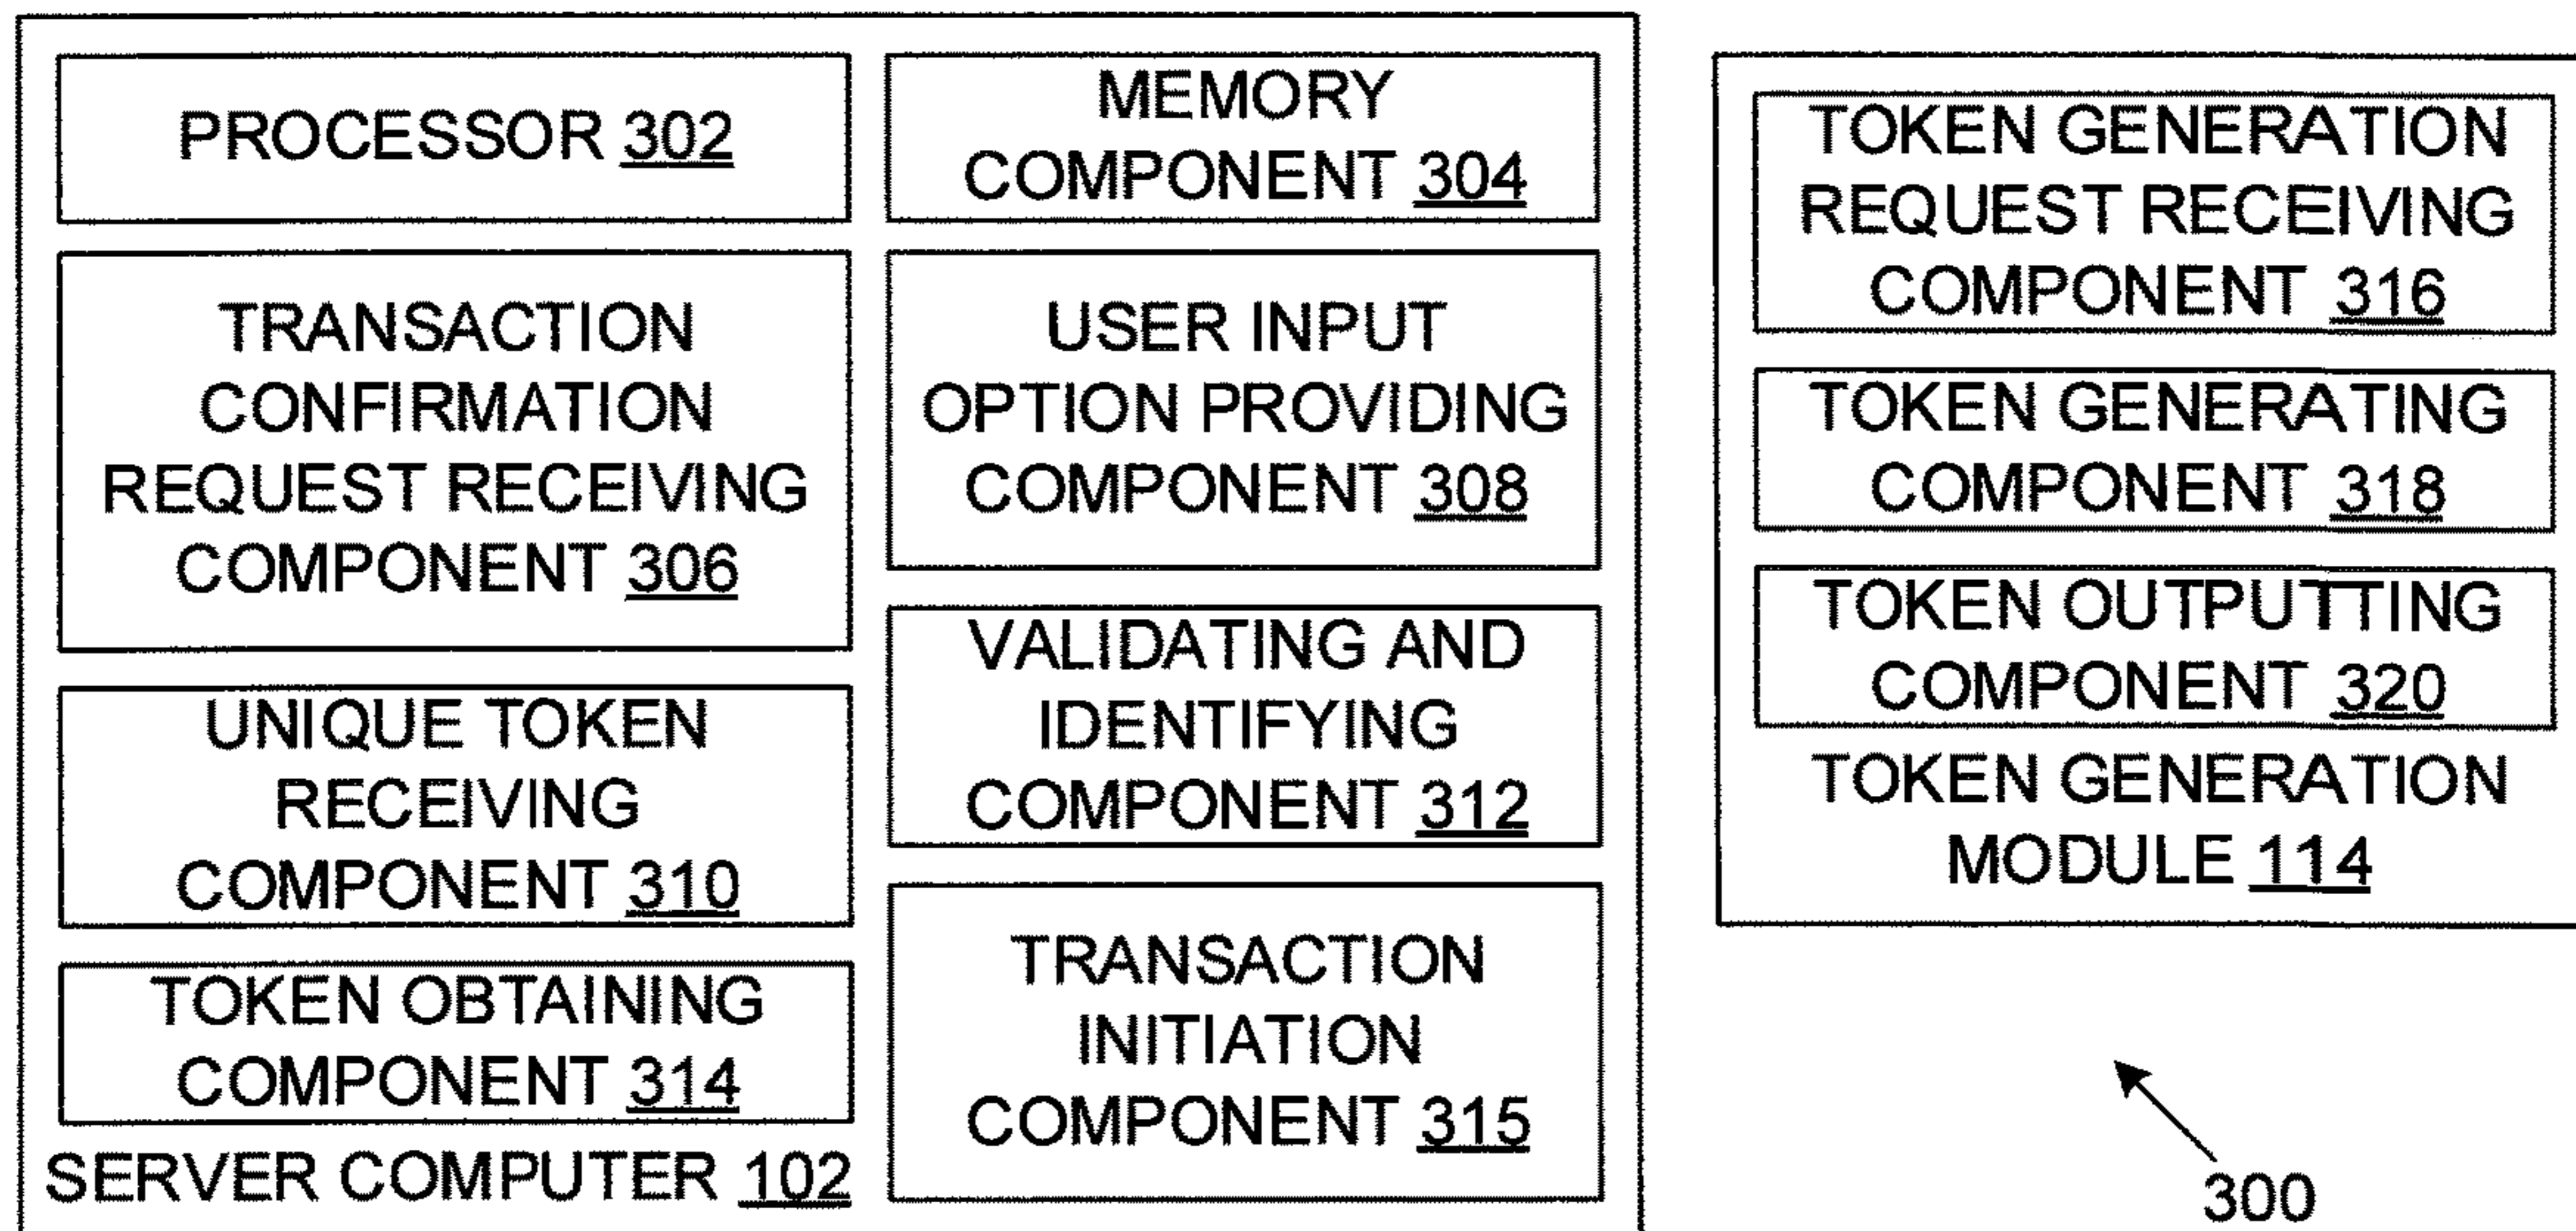 PROCESSOR 302
MEMORY
COMPONENT 304
TRANSACTION
CONFIRMATION
REQUEST RECEIVING
COMPONENT 306
USER INPUT
OPTION PROVIDING
COMPONENT 308
UNIQUE TOKEN
RECEIVING
COMPONENT 310
VALIDATING AND
IDENTIFYING
COMPONENT 312
TOKEN OBTAINING
COMPONENT 314
TRANSACTION
INITIATION
COMPONENT 315
SERVER COMPUTER 102
TOKEN GENERATION
REQUEST RECEIVING
COMPONENT 316
TOKEN GENERATING
COMPONENT 318
TOKEN OUTPUTTING
COMPONENT 320
TOKEN GENERATION
MODULE 114
300